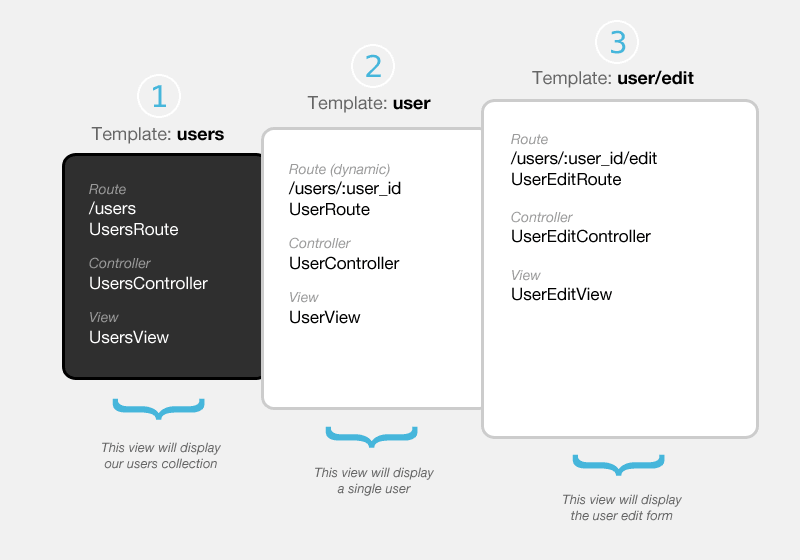 1
Template: users
Route
/users
UsersRoute
Controller
UsersController
View
UsersView
This view will display
our users collection
2
Template: user
Route (dynamic)
/users/:user_id
UserRoute
Controller
UserController
View
UserView
This view will display
a single user
3
Template: user/edit
Route
/users/:user_id/edit
UserEditRoute
Controller
UserEditController
View
UserEditView
This view will display
the user edit form